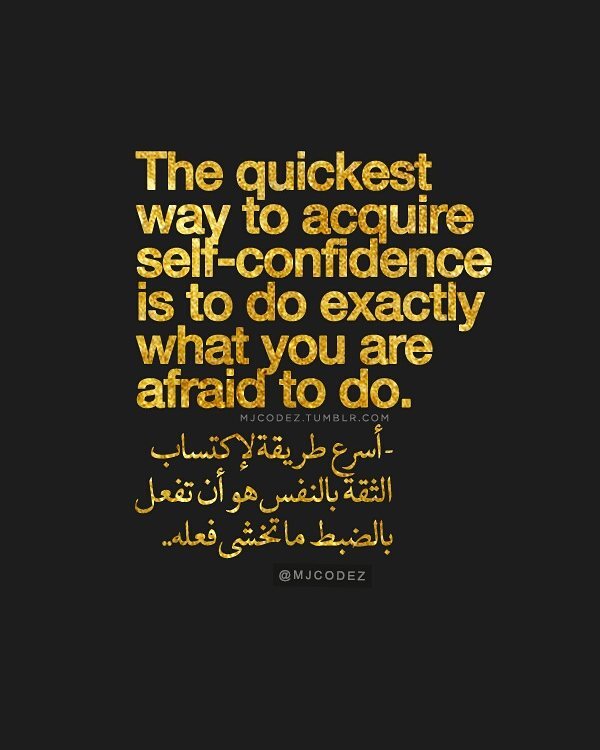 The quickest
way to acquire
self-confidence
is to do exactly
what you are
afraid to do.
MJCODEZ.TUMBLR.COM
-أسرع طريقة لإكتساب
الثقة بالنفس هو أن تفعل
بالضبط ما تخشى فعله..
@MJCODEZ